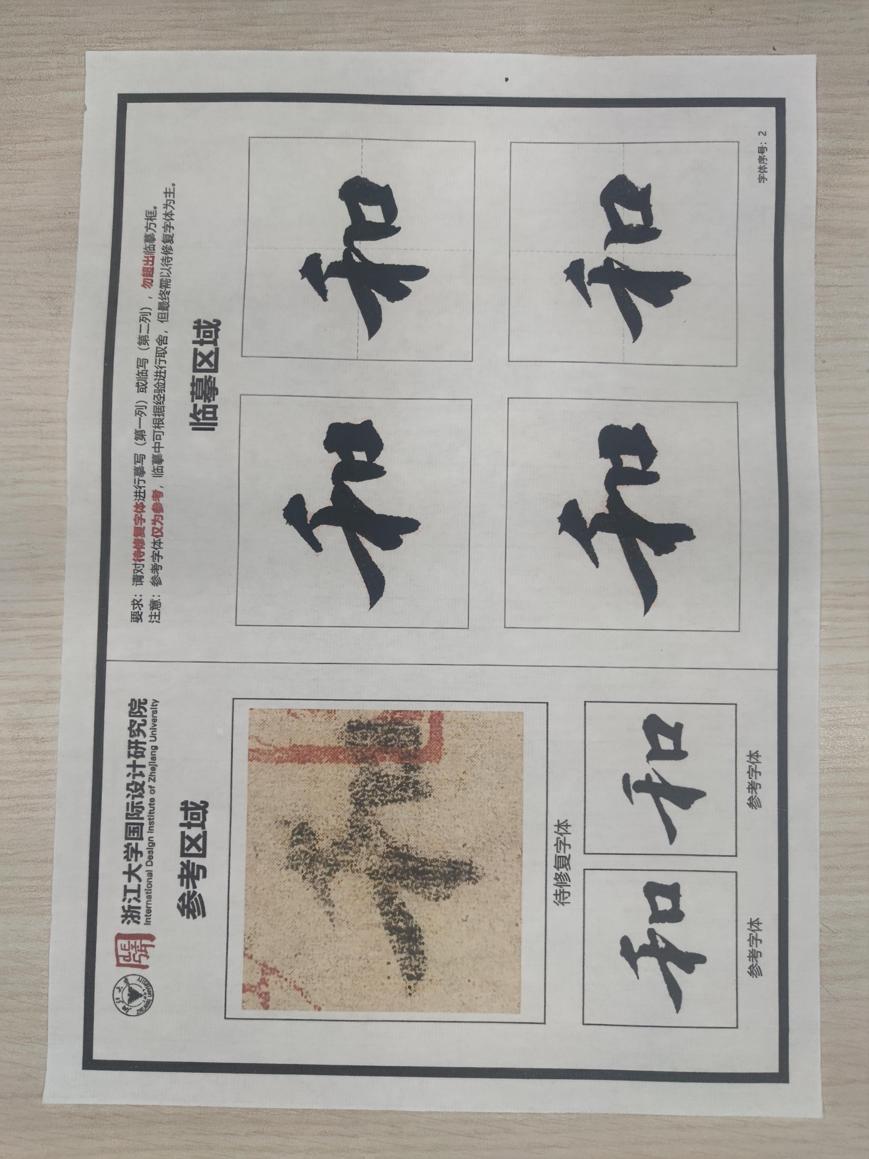 浙江大学国际设计研究院
International Design Institute of Zhejiang University
参考区域
和
待修复字体
和
和
参考字体
参考字体
要求：请对待修复字体进行摹写（第一列）或临写（第二列），勿超出临摹方框。
注意：参考字体仅为参考，临摹中可根据经验进行取舍，但最终需以待修复字体为主。
临摹区域
和
和
和
和
字体序号：2